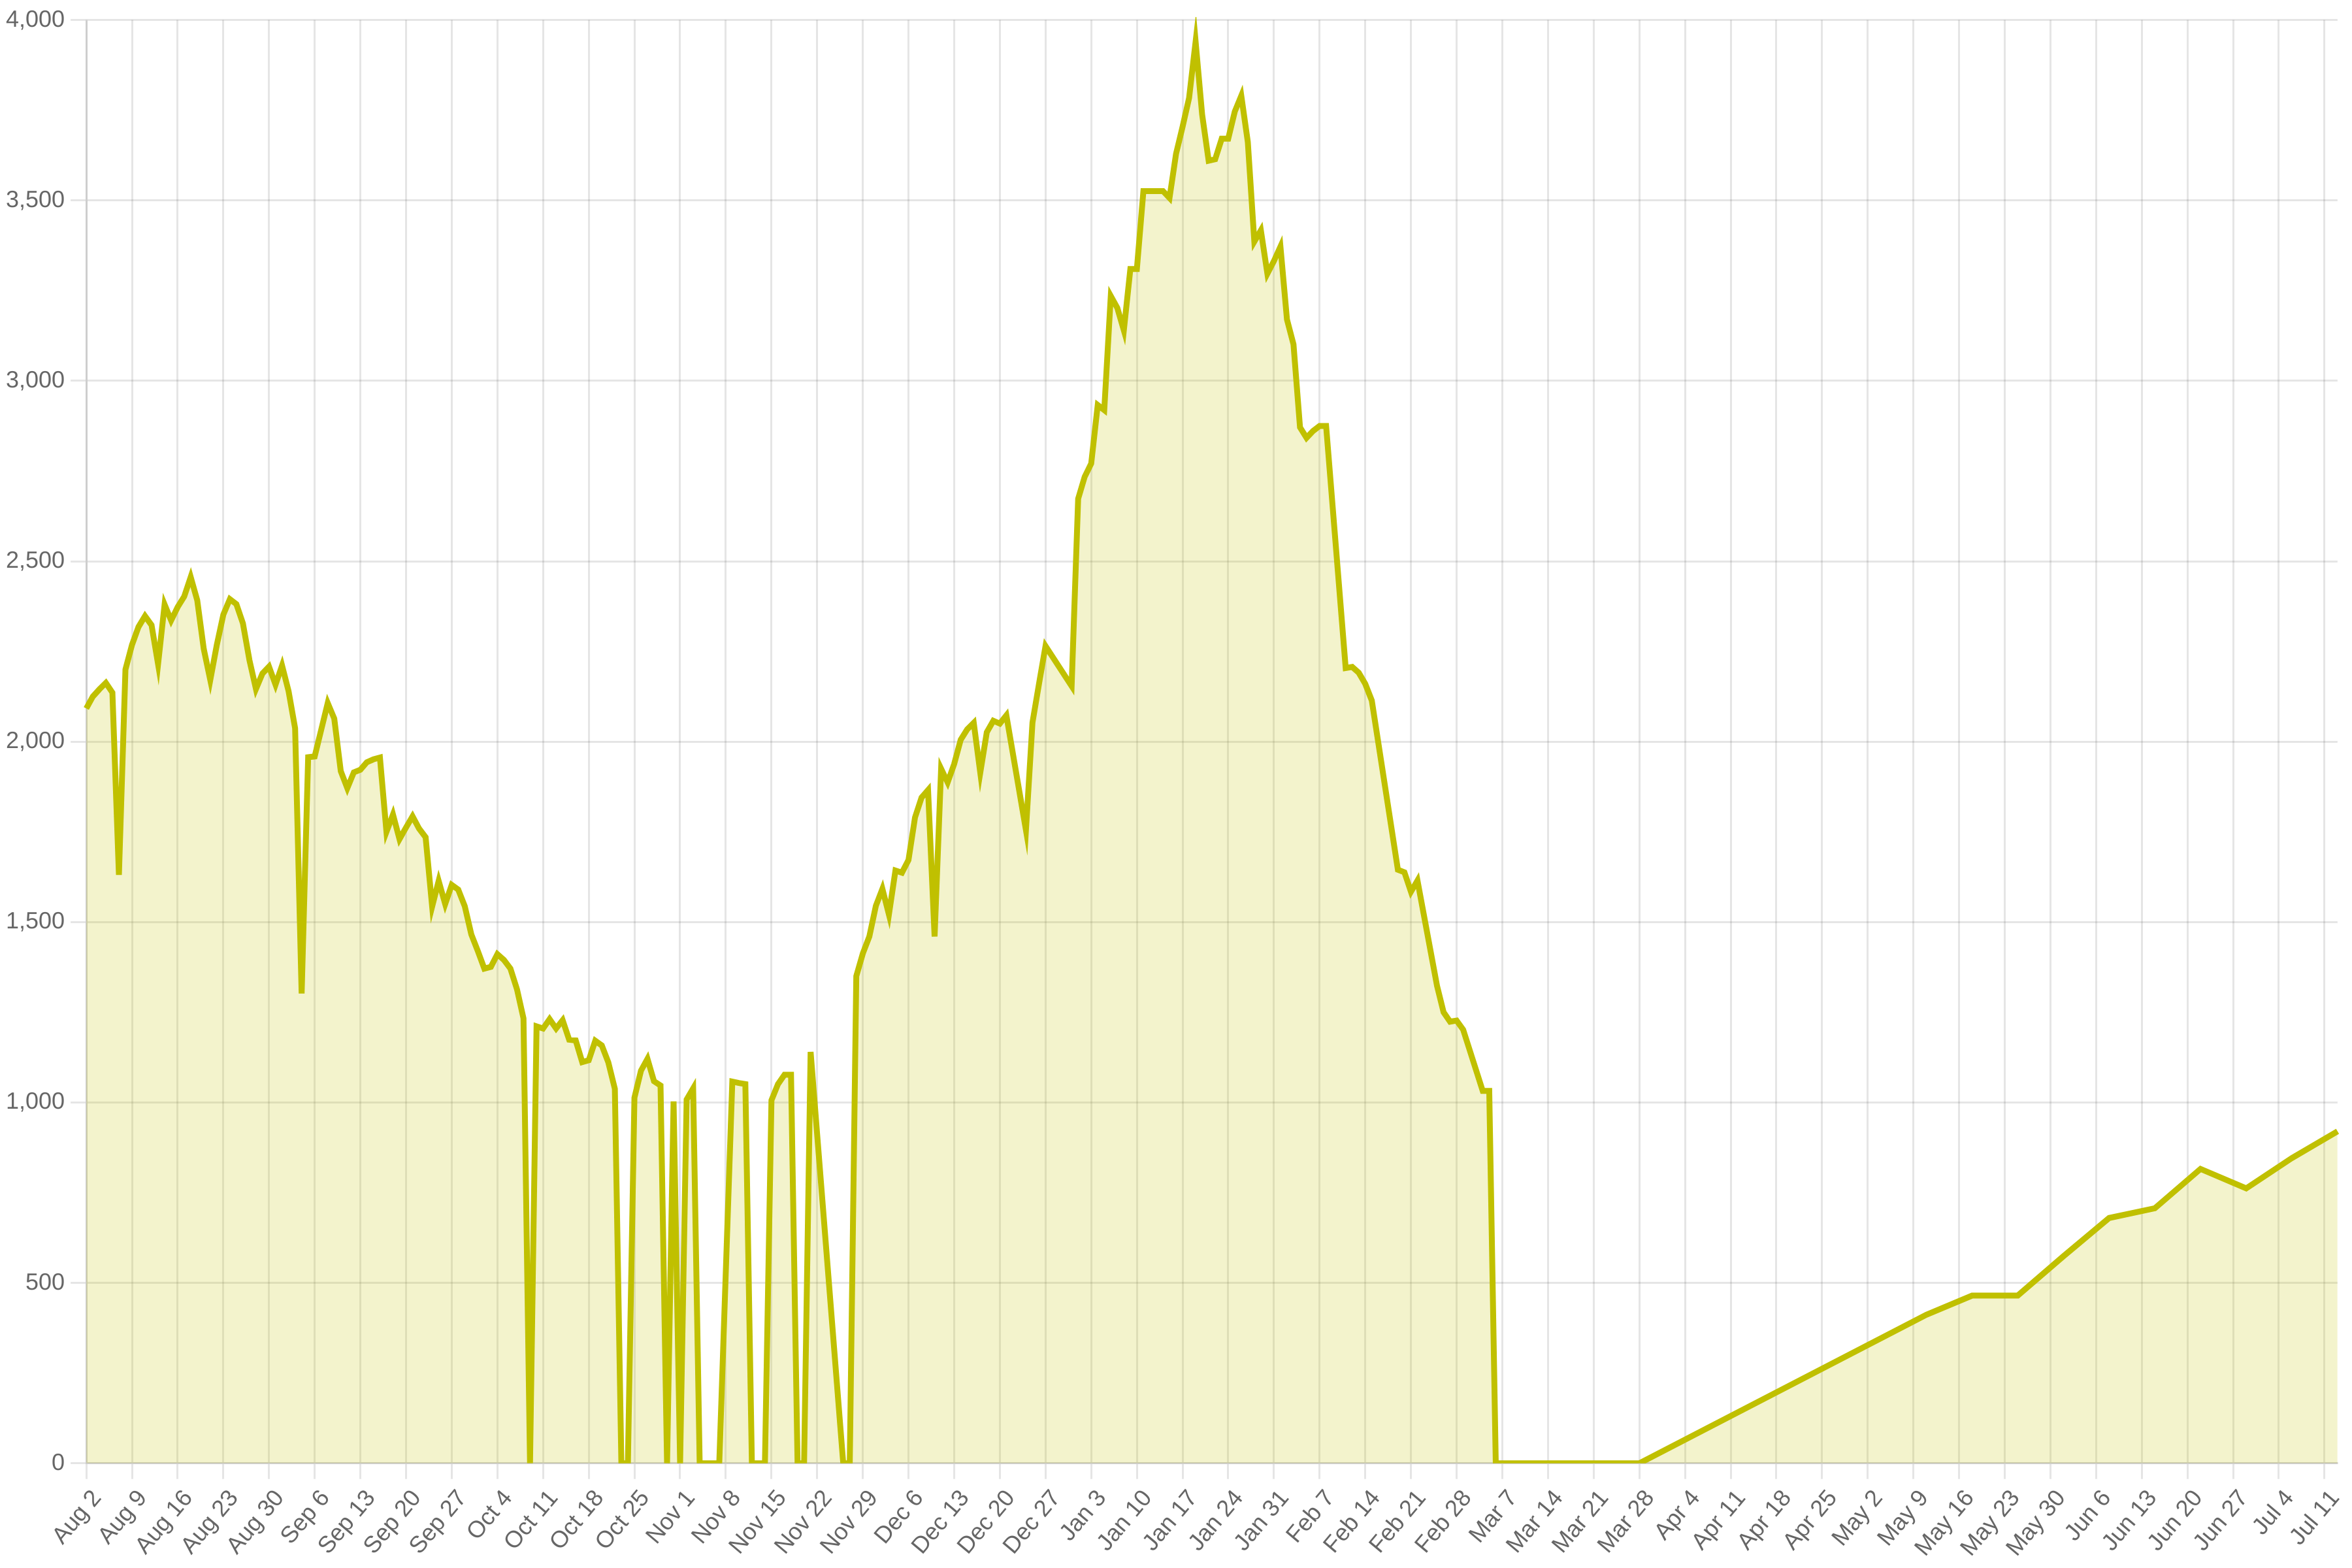 4,000
3,500
3,000
2,500
2,000
1,500
1,000
500
0
Aug 2
Aug 9
Aug 16
Aug 23
Aug 30
Sep 6
Sep 13
Sep 20
Sep 27
Oct 4
Oct 11
Oct 18
Oct 25
Nov 1
Nov 8
Nov 15
Nov 22
Nov 29
Dec 6
Dec 13
Dec 20
Dec 27
Jan 3
Jan 10
Jan 17
Jan 24
Jan 31
Feb 7
Feb 14
Feb 21
Feb 28
Mar 7
Mar 14
Mar 21
Mar 28
Apr 4
Apr 11
Apr 18
Apr 25
May 2
May 9
May 16
May 23
May 30
Jun 6
Jun 13
Jun 20
Jun 27
Jul 4
Jul 11